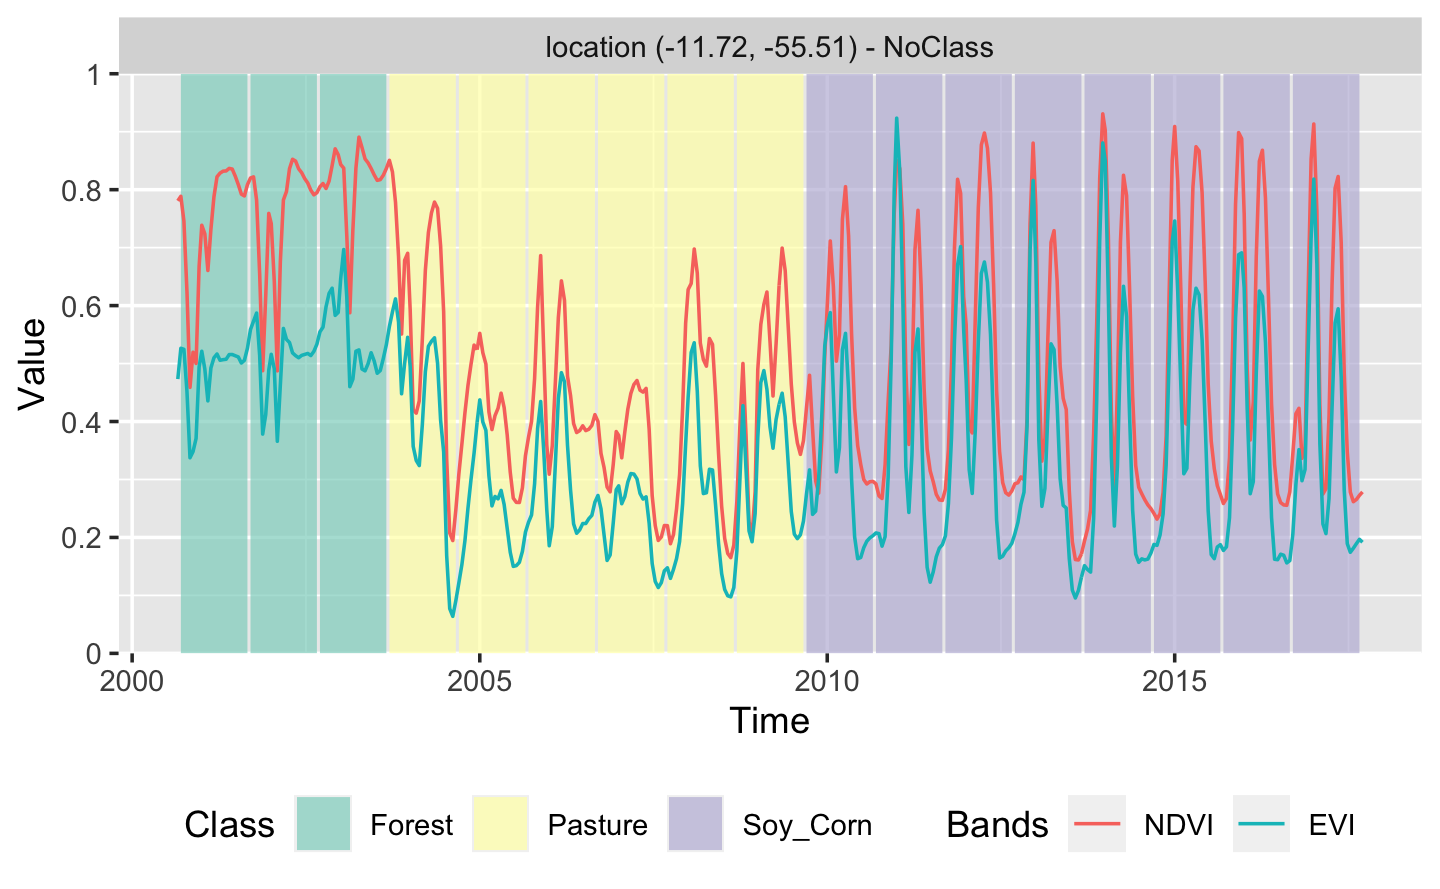 location (-11.72, -55.51) - NoClass
1
0.8
0.6
0.4
0.2
0
Value
2000 2005 2010 2015
Time
Class Forest Pasture Soy_Corn Bands NDVI EVI